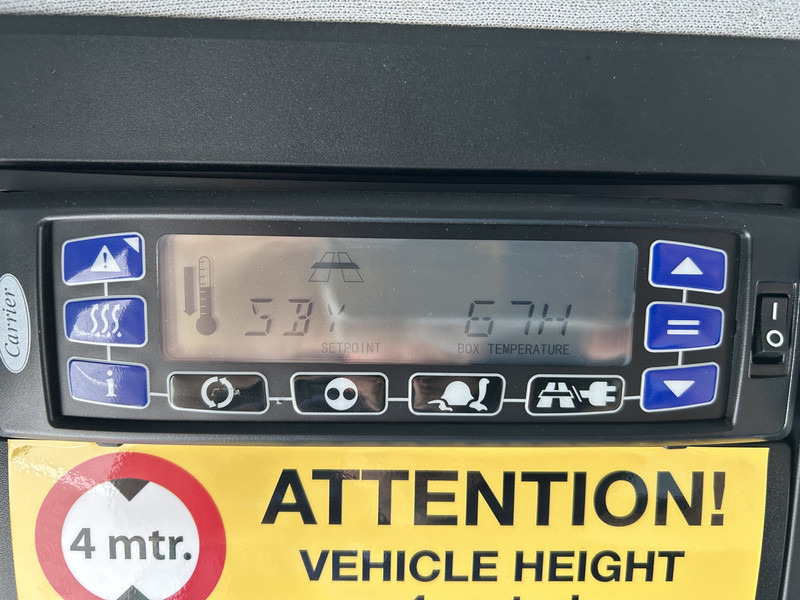 Carrier
SBY 67H
SETPOINT BOX TEMPERATURE
i
I
O
ATTENTION!
4 mtr.
VEHICLE HEIGHT